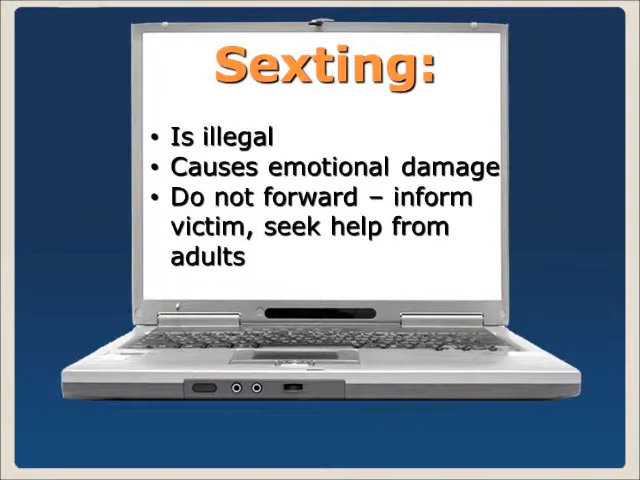 Sexting:
• Is illegal
• Causes emotional damage
• Do not forward – inform
victim, seek help from
adults